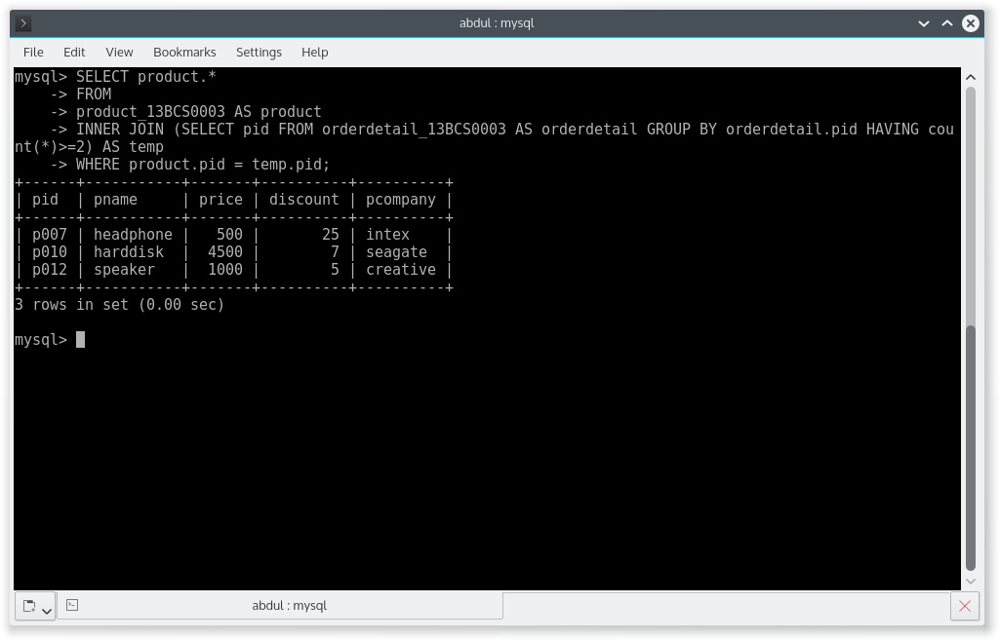 abdul : mysql
File Edit View Bookmarks Settings Help
mysql> SELECT product.*
    -> FROM
    -> product_13BCS0003 AS product
    -> INNER JOIN (SELECT pid FROM orderdetail_13BCS0003 AS orderdetail GROUP BY orderdetail.pid HAVING cou
nt(*)>=2) AS temp
    -> WHERE product.pid = temp.pid;
+------+-----------+-------+----------+----------+
| pid  | pname     | price | discount | pcompany |
+------+-----------+-------+----------+----------+
| p007 | headphone |   500 |       25 | intex    |
| p010 | harddisk  |  4500 |        7 | seagate  |
| p012 | speaker   |  1000 |        5 | creative |
+------+-----------+-------+----------+----------+
3 rows in set (0.00 sec)
mysql>
abdul : mysql